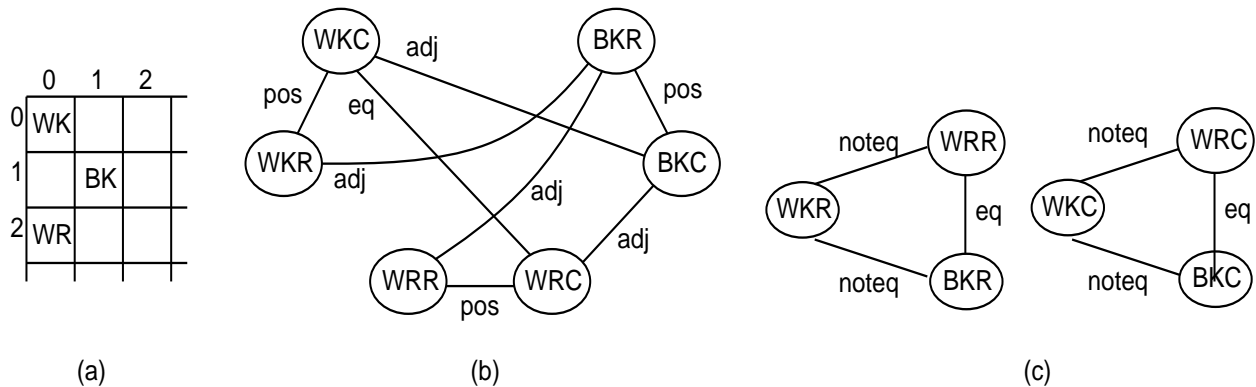 0 1 2
0 WK
1 BK
2 WR
(a)
WKC adj BKR
pos eq pos
WKR adj BKC
adj
adj
WRR WRC
pos
(b)
noteq WRR
WKR eq
noteq BKR
noteq WRC
WKC eq
noteq BKC
(c)